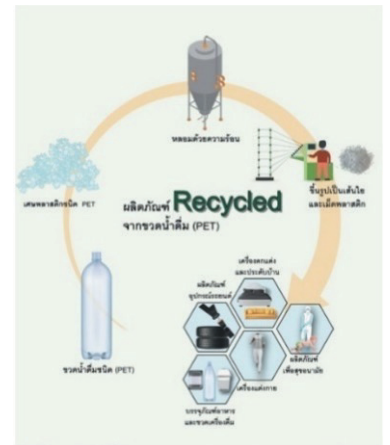 หลอมด้วยความร้อน
เศษพลาสติกชนิด PET
ขึ้นรูปเป็นเส้นใย
และเม็ดพลาสติก
ผลิตภัณฑ์ Recycled
จากขวดน้ำดื่ม (PET)
เครื่องตกแต่ง
และประดับบ้าน
ผลิตภัณฑ์
อุปกรณ์รถยนต์
ผลิตภัณฑ์
เพื่อสุขอนามัย
ขวดน้ำดื่มชนิด (PET)
เครื่องแต่งกาย
บรรจุภัณฑ์อาหาร
และขวดเครื่องดื่ม